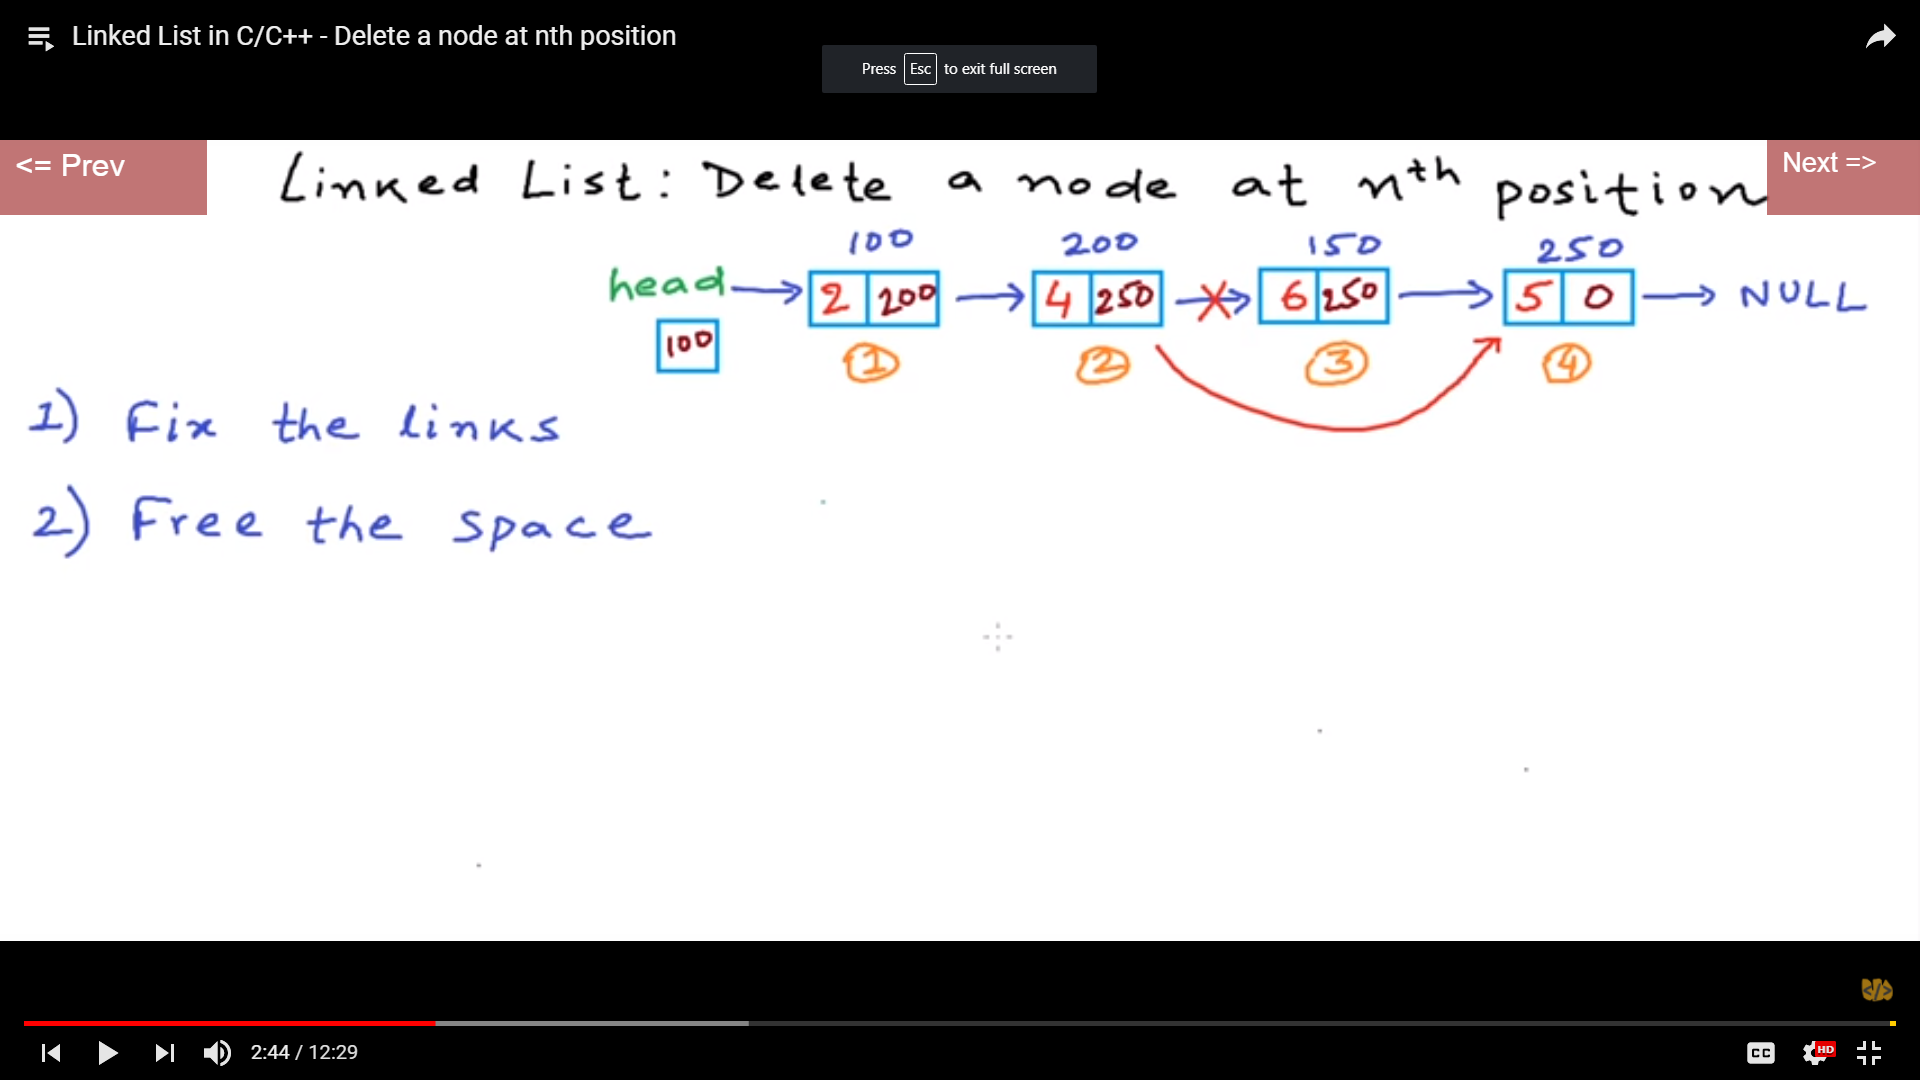 Linked List in C/C++ - Delete a node at nth position
Press Esc to exit full screen
<= Prev
Linked List: Delete a node at nth position
Next =>
100 200 150 250
head 2 200 4 250 6 250 5 0 NULL
100
1 2 3 4
1) Fix the links
2) Free the space
2:44 / 12:29
CC HD